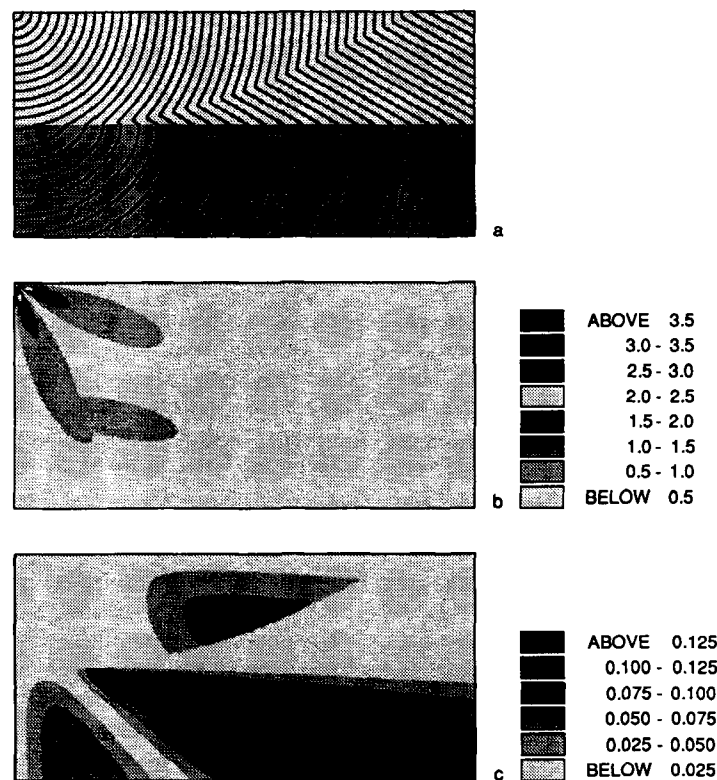 a
b
ABOVE 3.5
3.0 - 3.5
2.5 - 3.0
2.0 - 2.5
1.5 - 2.0
1.0 - 1.5
0.5 - 1.0
BELOW 0.5
c
ABOVE 0.125
0.100 - 0.125
0.075 - 0.100
0.050 - 0.075
0.025 - 0.050
BELOW 0.025